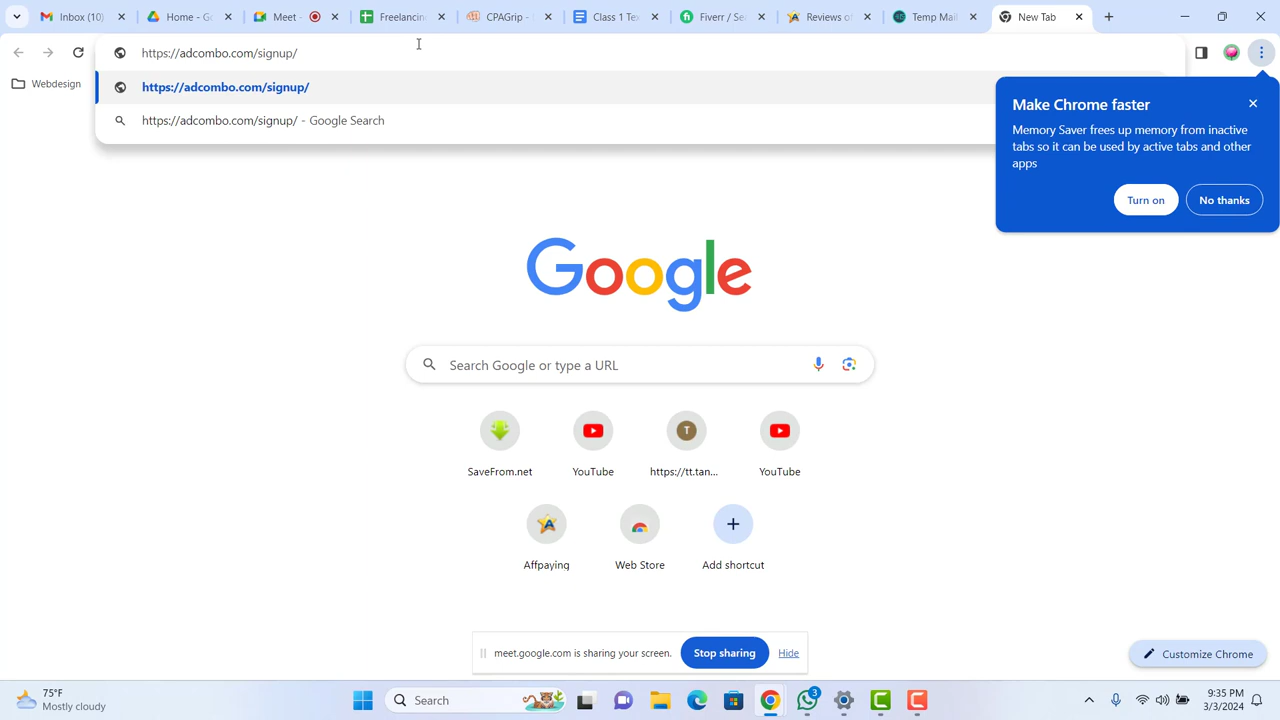 Inbox (
Home - Go
Meet
Freelancin
CPAGrip -
Class 1 Te
Fiverr / Se
Reviews of
Temp Mail
New Tab
https://adcombo.com/signup/
Webdesign
https://adcombo.com/signup/
https://adcombo.com/signup/ - Google Search
Make Chrome faster
Memory Saver frees up memory from inactive
tabs so it can be used by active tabs and other
apps
Turn on
No thanks
Google
Search Google or type a URL
SaveFrom.net
YouTube
T
https://tt.tan...
YouTube
Affpaying
Web Store
Add shortcut
meet.google.com is sharing your screen.
Stop sharing
Hide
Customize Chrome
75°F
Mostly cloudy
Search
3
9:35 PM
3/3/2024